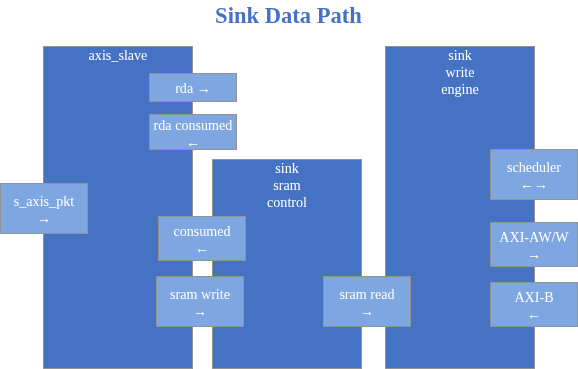 Sink Data Path
axis_slave
rda →
rda consumed
←
s_axis_pkt
→
consumed
←
sram write
→
sink
sram
control
sram read
→
sink
write
engine
scheduler
←→
AXI-AW/W
→
AXI-B
←